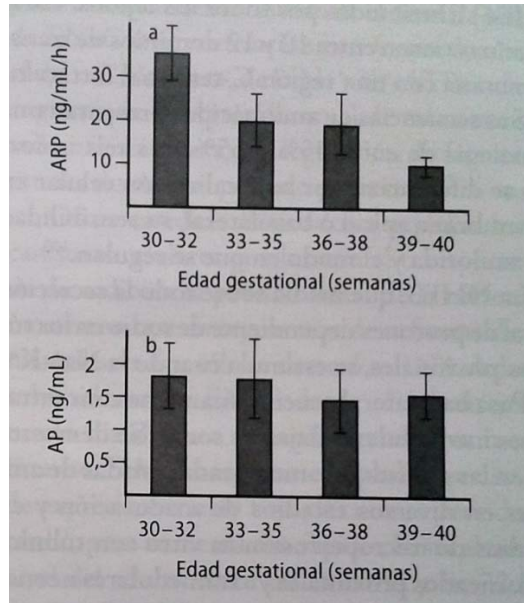 a
ARP (ng/mL/h)
30
20
10
30–32 33–35 36–38 39–40
Edad gestational (semanas)
b
AP (ng/mL)
2
1,5
1
0,5
30–32 33–35 36–38 39–40
Edad gestational (semanas)